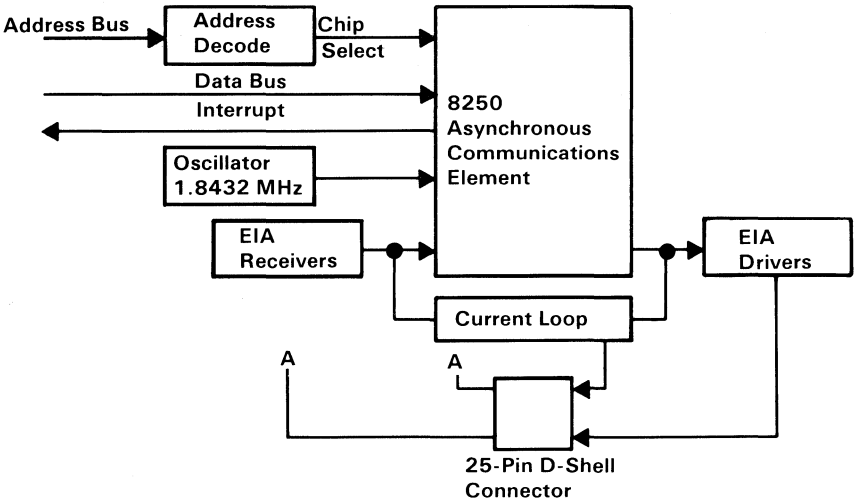 Address Bus
Address
Decode
Chip
Select
Data Bus
Interrupt
8250
Asynchronous
Communications
Element
Oscillator
1.8432 MHz
EIA
Receivers
EIA
Drivers
Current Loop
A
A
25-Pin D-Shell
Connector